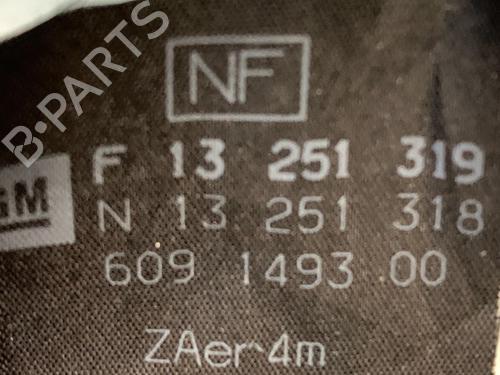 B-PARTS
NF
GM
F 13 251 319
N 13 251 318
609 1493 00
ZAer-4m